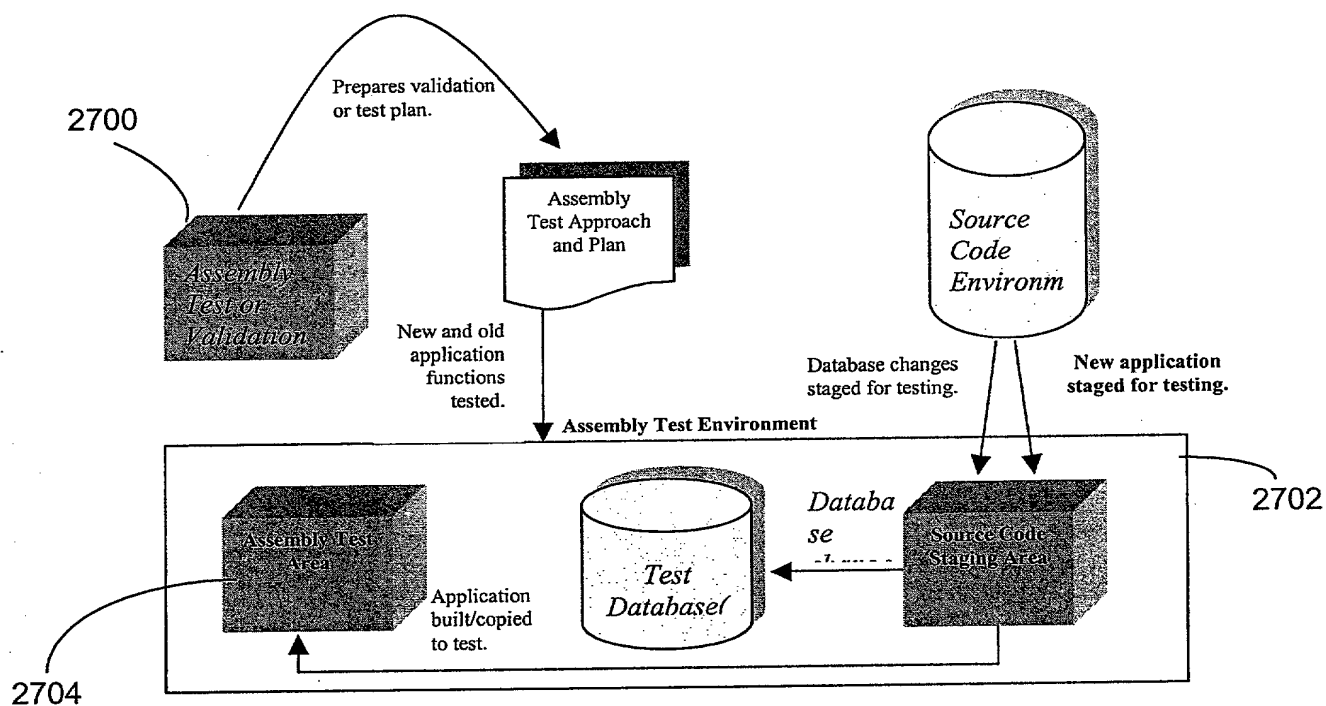 Prepares validation
or test plan.
2700
Assembly
Test Approach
and Plan
Assembly
Test or
Validation
Source
Code
Environm
New and old
application
functions
tested.
Database changes
staged for testing.
New application
staged for testing.
Assembly Test Environment
2702
Assembly Test
Area
Test
Database(
Databa
se
Source Code
Staging Area
Application
built/copied
to test.
2704